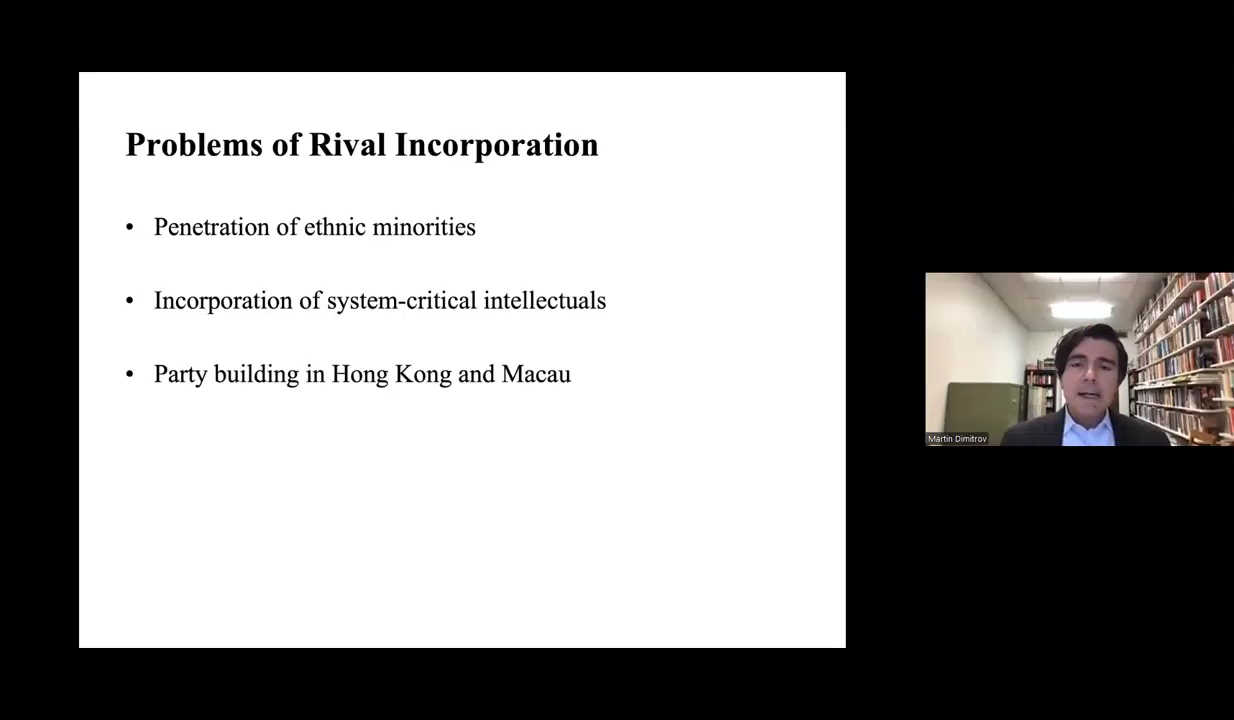 Problems of Rival Incorporation
• Penetration of ethnic minorities
• Incorporation of system-critical intellectuals
• Party building in Hong Kong and Macau
Martin Dimitrov